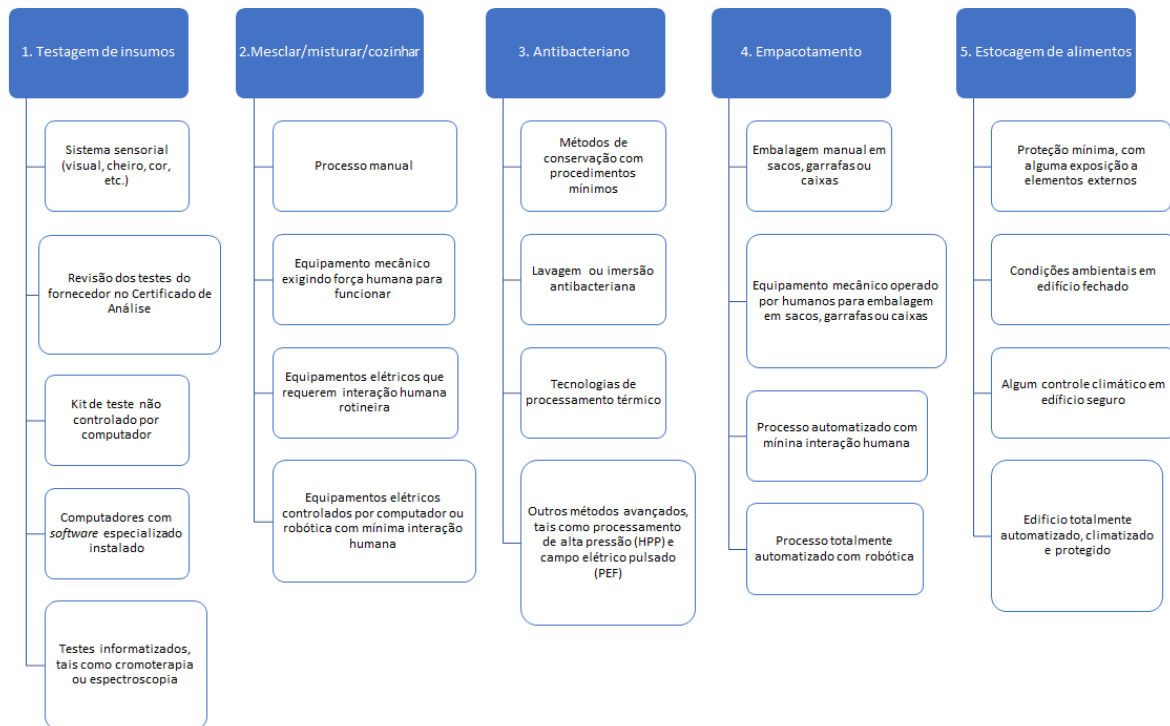 1. Testagem de insumos
Sistema sensorial
(visual, cheiro, cor,
etc.)
Revisão dos testes do
fornecedor no Certificado de
Análise
Kit de teste não
controlado por
computador
Computadores com
software especializado
instalado
Testes informatizados,
tais como cromoterapia
ou espectroscopia
2.Mesclar/misturar/cozinhar
Processo manual
Equipamento mecânico
exigindo força humana para
funcionar
Equipamentos elétricos que
requerem interação humana
rotineira
Equipamentos elétricos
controlados por computador ou
robótica com mínima interação
humana
3. Antibacteriano
Métodos de
conservação com
procedimentos
mínimos
Lavagem ou imersão
antibacteriana
Tecnologias de
processamento térmico
Outros métodos avançados,
tais como processamento
de alta pressão (HPP) e
campo elétrico pulsado
(PEF)
4. Empacotamento
Embalagem manual em
sacos, garrafas ou
caixas
Equipamento mecânico operado
por humanos para embalagem
em sacos, garrafas ou caixas
Processo automatizado com
mínina interação humana
Processo totalmente
automatizado com robótica
5. Estocagem de alimentos
Proteção mínima, com
alguma exposição a
elementos externos
Condições ambientais em
edifício fechado
Algum controle climático em
edíficio seguro
Edificio totalmente
automatizado, climatizado
e protegido